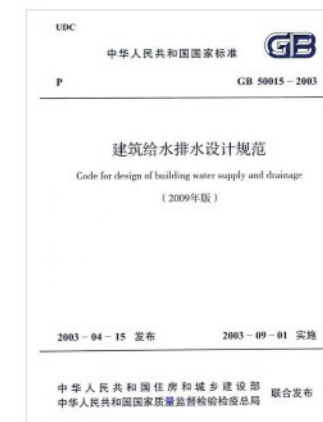 UDC
中华人民共和国国家标准 GB
P GB 50015－2003
建筑给水排水设计规范
Code for design of building water supply and drainage
（2009年版）
2003－04－15 发布 2003－09－01 实施
中华人民共和国住房和城乡建设部
中华人民共和国国家质量监督检验检疫总局 联合发布